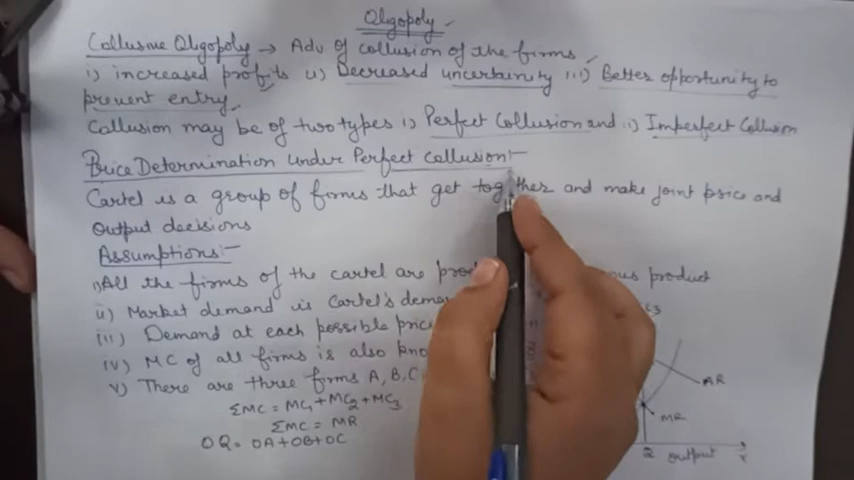 Oligopoly
Collusive Oligopoly → Adv of collusion of the firms
i) increased profits ii) Decreased uncertainty iii) Better opportunity to
prevent entry
Collusion may be of two types i) Perfect Collusion and ii) Imperfect Collusion
Price Determination under Perfect collusion :-
Cartel is a group of firms that get together and make joint price and
output decisions
Assumptions :-
i) All the firms of the cartel are product
ii) Market demand is Cartel's
iii) Demand at each possible
iv) MC of all firms is also
v) There are three firms A, B, C
ΣMC = MC1 + MC2 + MC3
ΣMC = MR
OQ = OA + OB + OC
AR
MR
Q output X